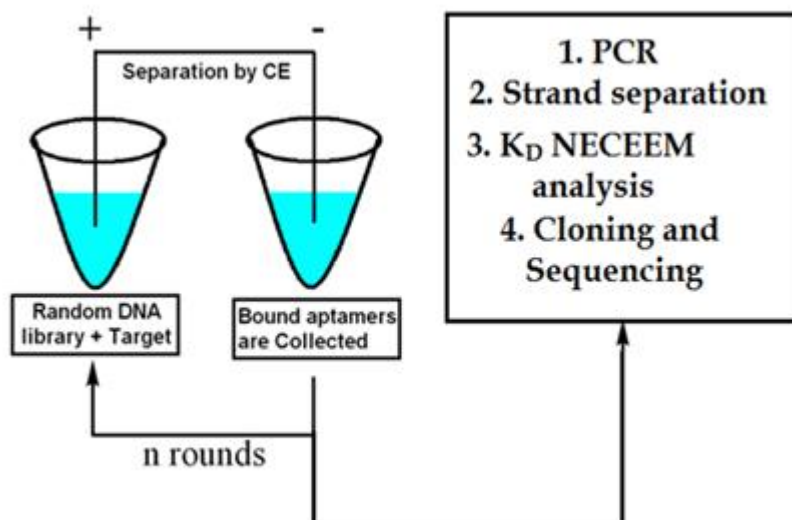 +
-
Separation by CE
Random DNA
library + Target
Bound aptamers
are Collected
n rounds
1. PCR
2. Strand separation
3. K_D NECEEM
analysis
4. Cloning and
Sequencing